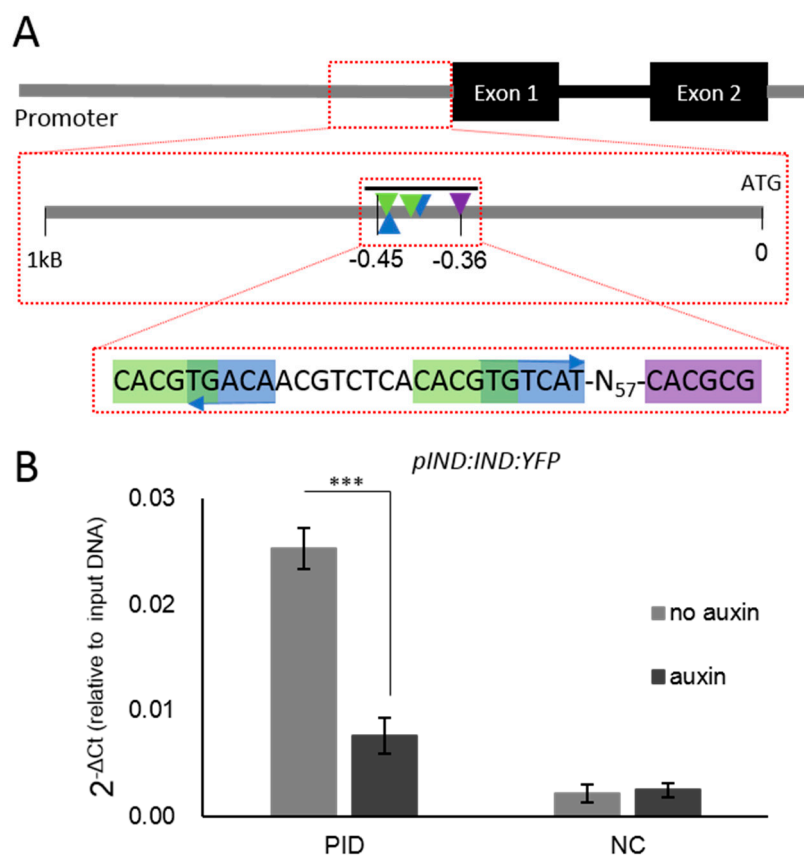 A
Exon 1 Exon 2
Promoter
ATG
1kB -0.45 -0.36 0
CACGTGACAACGTCTCACACGTGTCAT-N57-CACGCG
B pIND:IND:YFP
***
0.03
0.02
0.01
0.00
2-ΔCt (relative to input DNA)
no auxin
auxin
PID NC